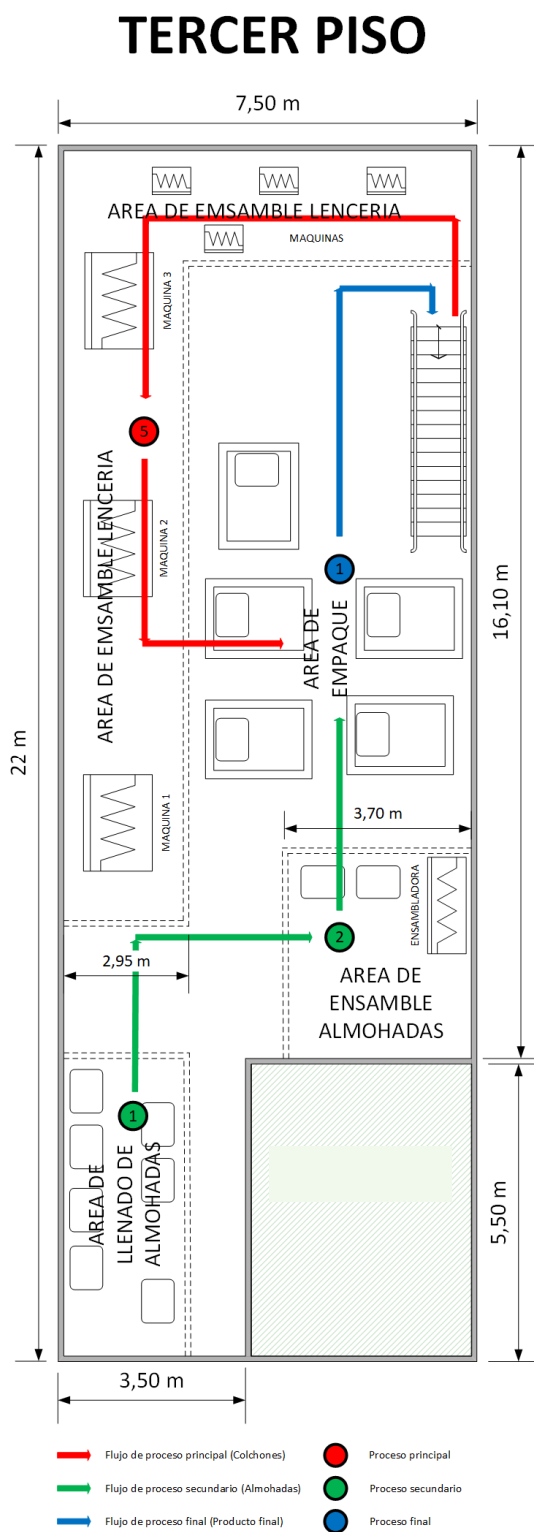 TERCER PISO
7,50 m
AREA DE EMSAMBLE LENCERIA
MAQUINAS
MAQUINA 3
5
AREA DE EMSAMBLE LENCERIA
MAQUINA 2
1
AREA DE
EMPAQUE
16,10 m
22 m
MAQUINA 1
3,70 m
ENSAMBLADORA
2
2,95 m
AREA DE
ENSAMBLE
ALMOHADAS
1
AREA DE
LLENADO DE
ALMOHADAS
5,50 m
3,50 m
Flujo de proceso principal (Colchones)
Proceso principal
Flujo de proceso secundario (Almohadas)
Proceso secundario
Flujo de proceso final (Producto final)
Proceso final